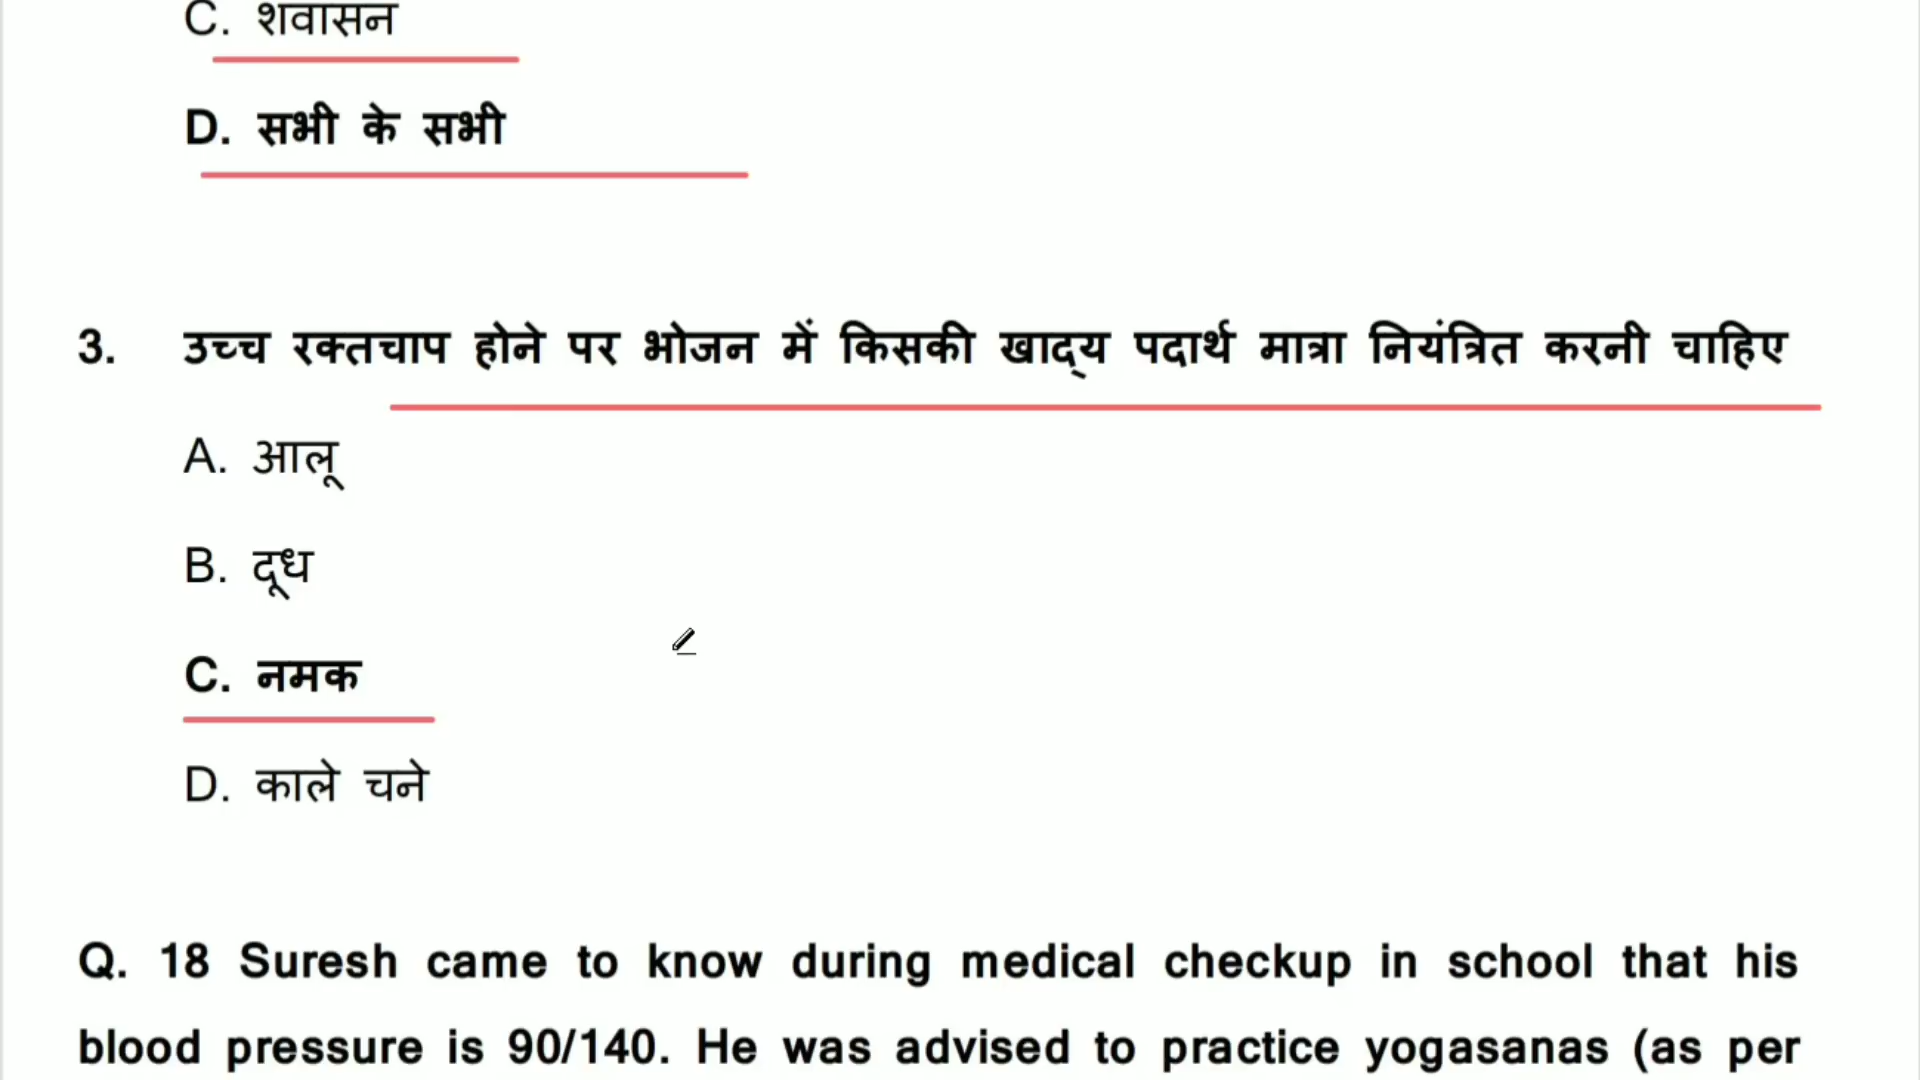 C. शवासन
D. सभी के सभी
3. उच्च रक्तचाप होने पर भोजन में किसकी खाद्य पदार्थ मात्रा नियंत्रित करनी चाहिए
A. आलू
B. दूध
C. नमक
D. काले चने
Q. 18 Suresh came to know during medical checkup in school that his
blood pressure is 90/140. He was advised to practice yogasanas (as per